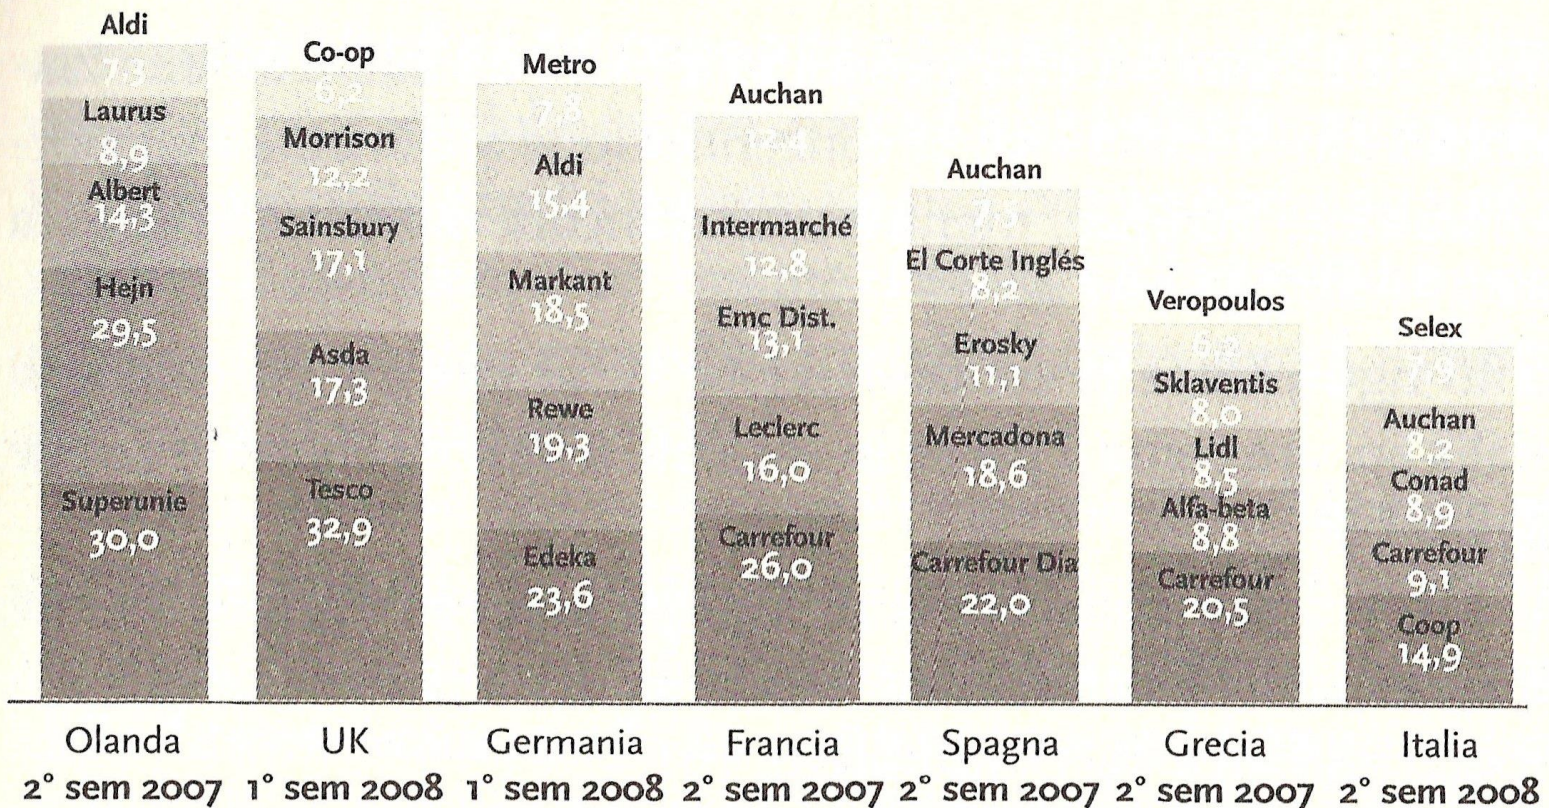 Aldi
7,3
Laurus
8,9
Albert
14,3
Hejn
29,5
Superunie
30,0
Olanda
2° sem 2007
Co-op
6,2
Morrison
12,2
Sainsbury
17,1
Asda
17,3
Tesco
32,9
UK
1° sem 2008
Metro
7,8
Aldi
15,4
Markant
18,5
Rewe
19,3
Edeka
23,6
Germania
1° sem 2008
Auchan
12,4
Intermarché
12,8
Emc Dist.
13,1
Leclerc
16,0
Carrefour
26,0
Francia
2° sem 2007
Auchan
El Corte Inglés
8,2
Erosky
11,1
Mercadona
18,6
Carrefour Dia
22,0
Spagna
2° sem 2007
Veropoulos
6,2
Sklaventis
8,0
Lidl
8,5
Alfa-beta
8,8
Carrefour
20,5
Grecia
2° sem 2007
Selex
7,9
Auchan
8,2
Conad
8,9
Carrefour
9,1
Coop
14,9
Italia
2° sem 2008